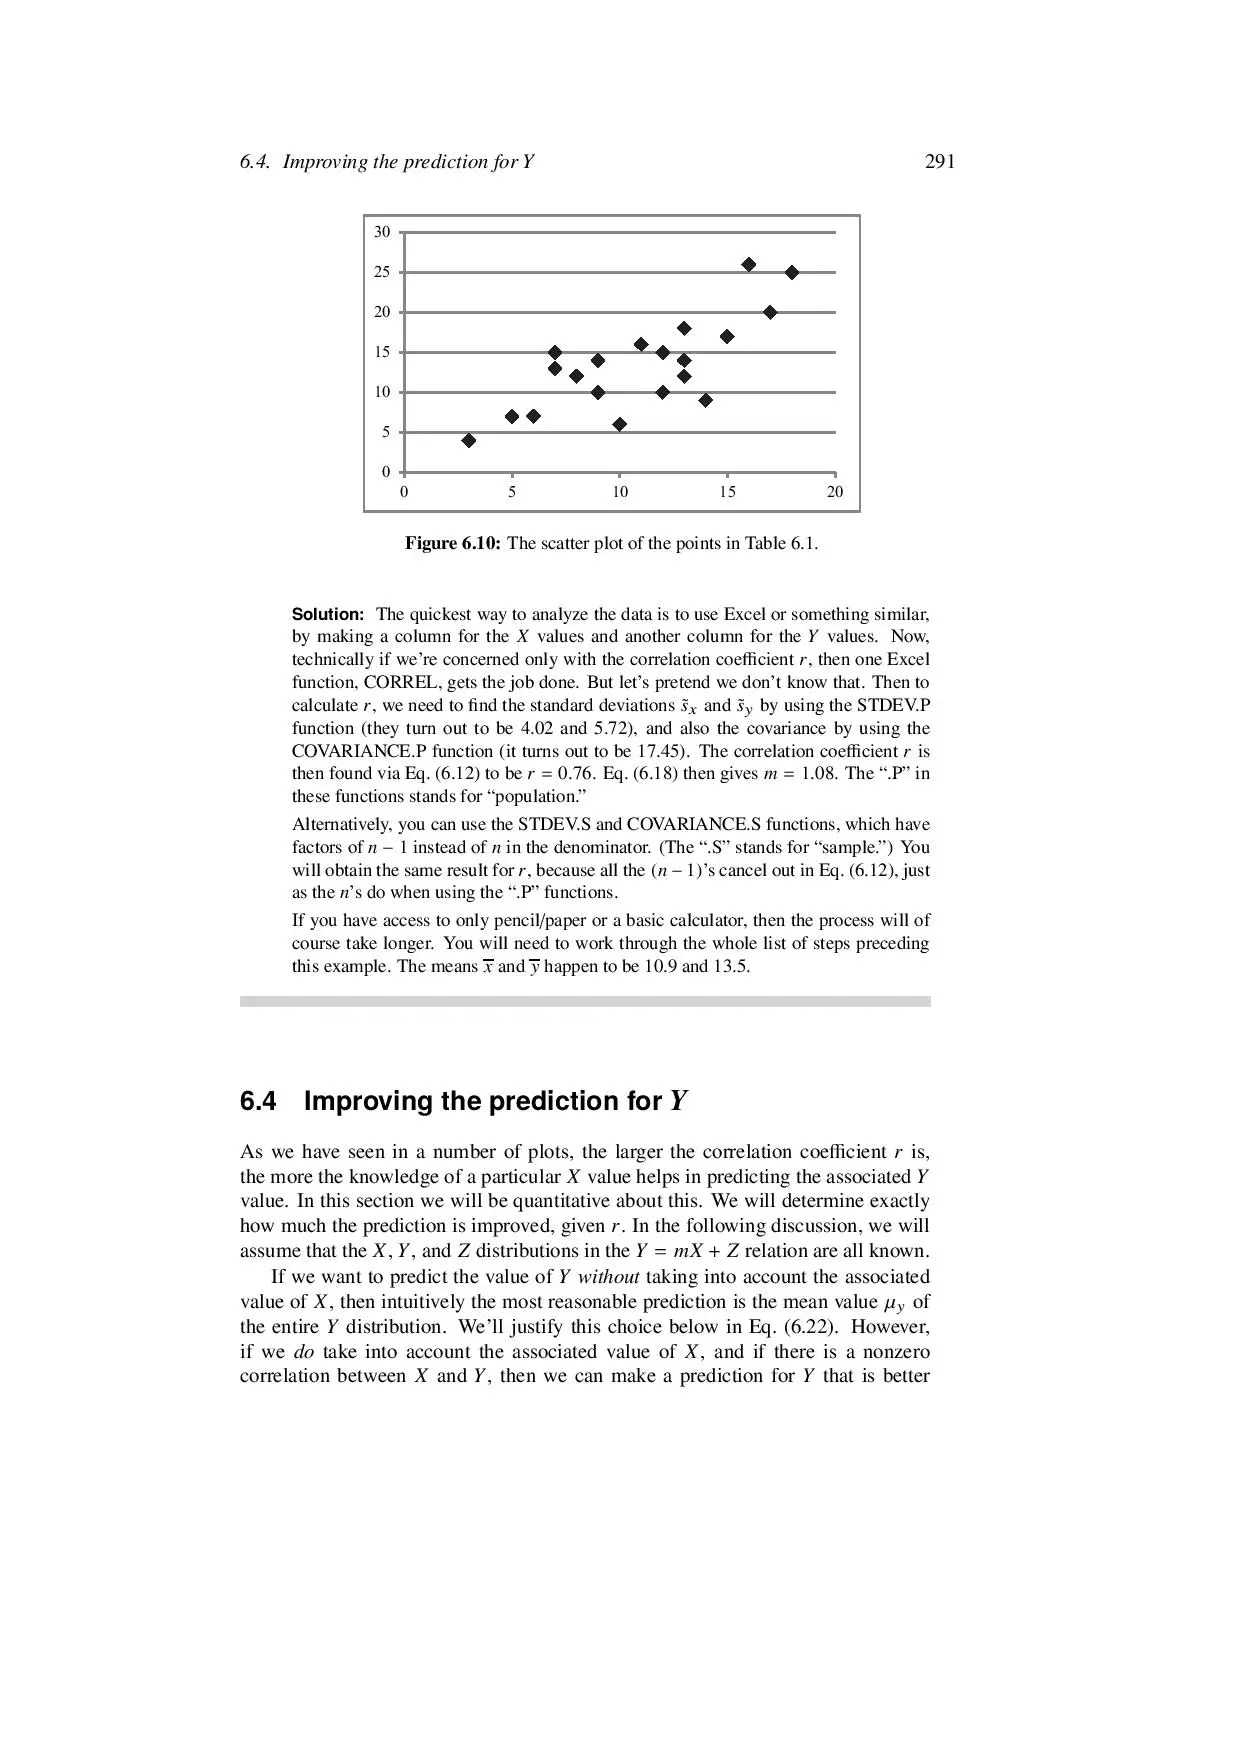 6.4. Improving the prediction for Y 291
30
25
20
15
10
5
0
0 5 10 15 20
Figure 6.10: The scatter plot of the points in Table 6.1.
Solution: The quickest way to analyze the data is to use Excel or something similar,
by making a column for the X values and another column for the Y values. Now,
technically if we're concerned only with the correlation coefficient r, then one Excel
function, CORREL, gets the job done. But let's pretend we don't know that. Then to
calculate r, we need to find the standard deviations s̃x and s̃y by using the STDEV.P
function (they turn out to be 4.02 and 5.72), and also the covariance by using the
COVARIANCE.P function (it turns out to be 17.45). The correlation coefficient r is
then found via Eq. (6.12) to be r = 0.76. Eq. (6.18) then gives m = 1.08. The “.P” in
these functions stands for “population.”
Alternatively, you can use the STDEV.S and COVARIANCE.S functions, which have
factors of n − 1 instead of n in the denominator. (The “.S” stands for “sample.”) You
will obtain the same result for r, because all the (n − 1)'s cancel out in Eq. (6.12), just
as the n's do when using the “.P” functions.
If you have access to only pencil/paper or a basic calculator, then the process will of
course take longer. You will need to work through the whole list of steps preceding
this example. The means x̄ and ȳ happen to be 10.9 and 13.5.
6.4 Improving the prediction for Y
As we have seen in a number of plots, the larger the correlation coefficient r is,
the more the knowledge of a particular X value helps in predicting the associated Y
value. In this section we will be quantitative about this. We will determine exactly
how much the prediction is improved, given r. In the following discussion, we will
assume that the X, Y, and Z distributions in the Y = mX + Z relation are all known.
If we want to predict the value of Y without taking into account the associated
value of X, then intuitively the most reasonable prediction is the mean value μy of
the entire Y distribution. We'll justify this choice below in Eq. (6.22). However,
if we do take into account the associated value of X, and if there is a nonzero
correlation between X and Y, then we can make a prediction for Y that is better